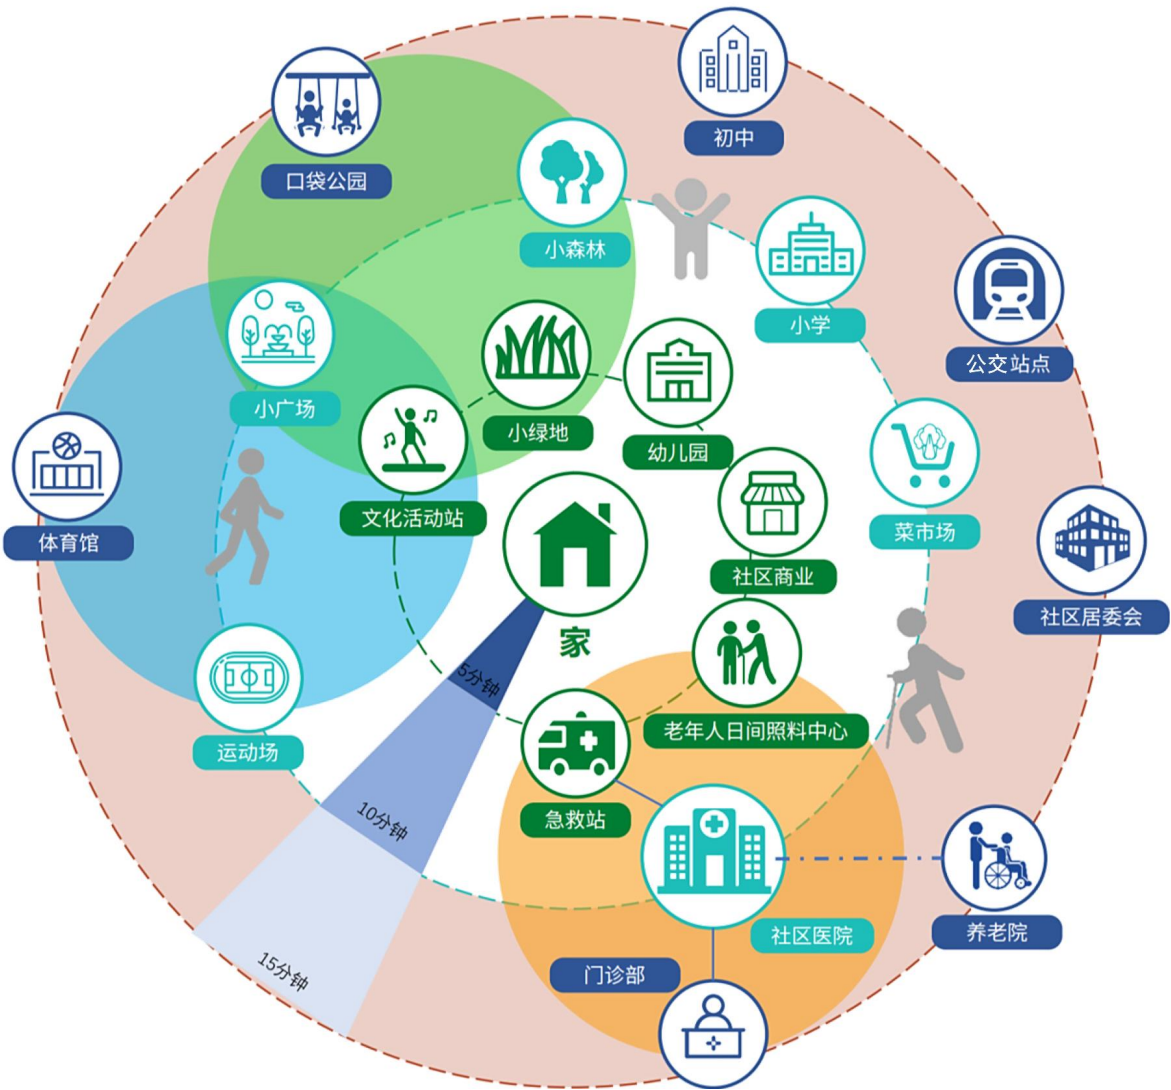 初中
口袋公园
小森林
小学
公交站点
小广场
小绿地
幼儿园
文化活动站
菜市场
体育馆
社区商业
社区居委会
家
5分钟
老年人日间照料中心
运动场
10分钟
急救站
社区医院
养老院
门诊部
15分钟